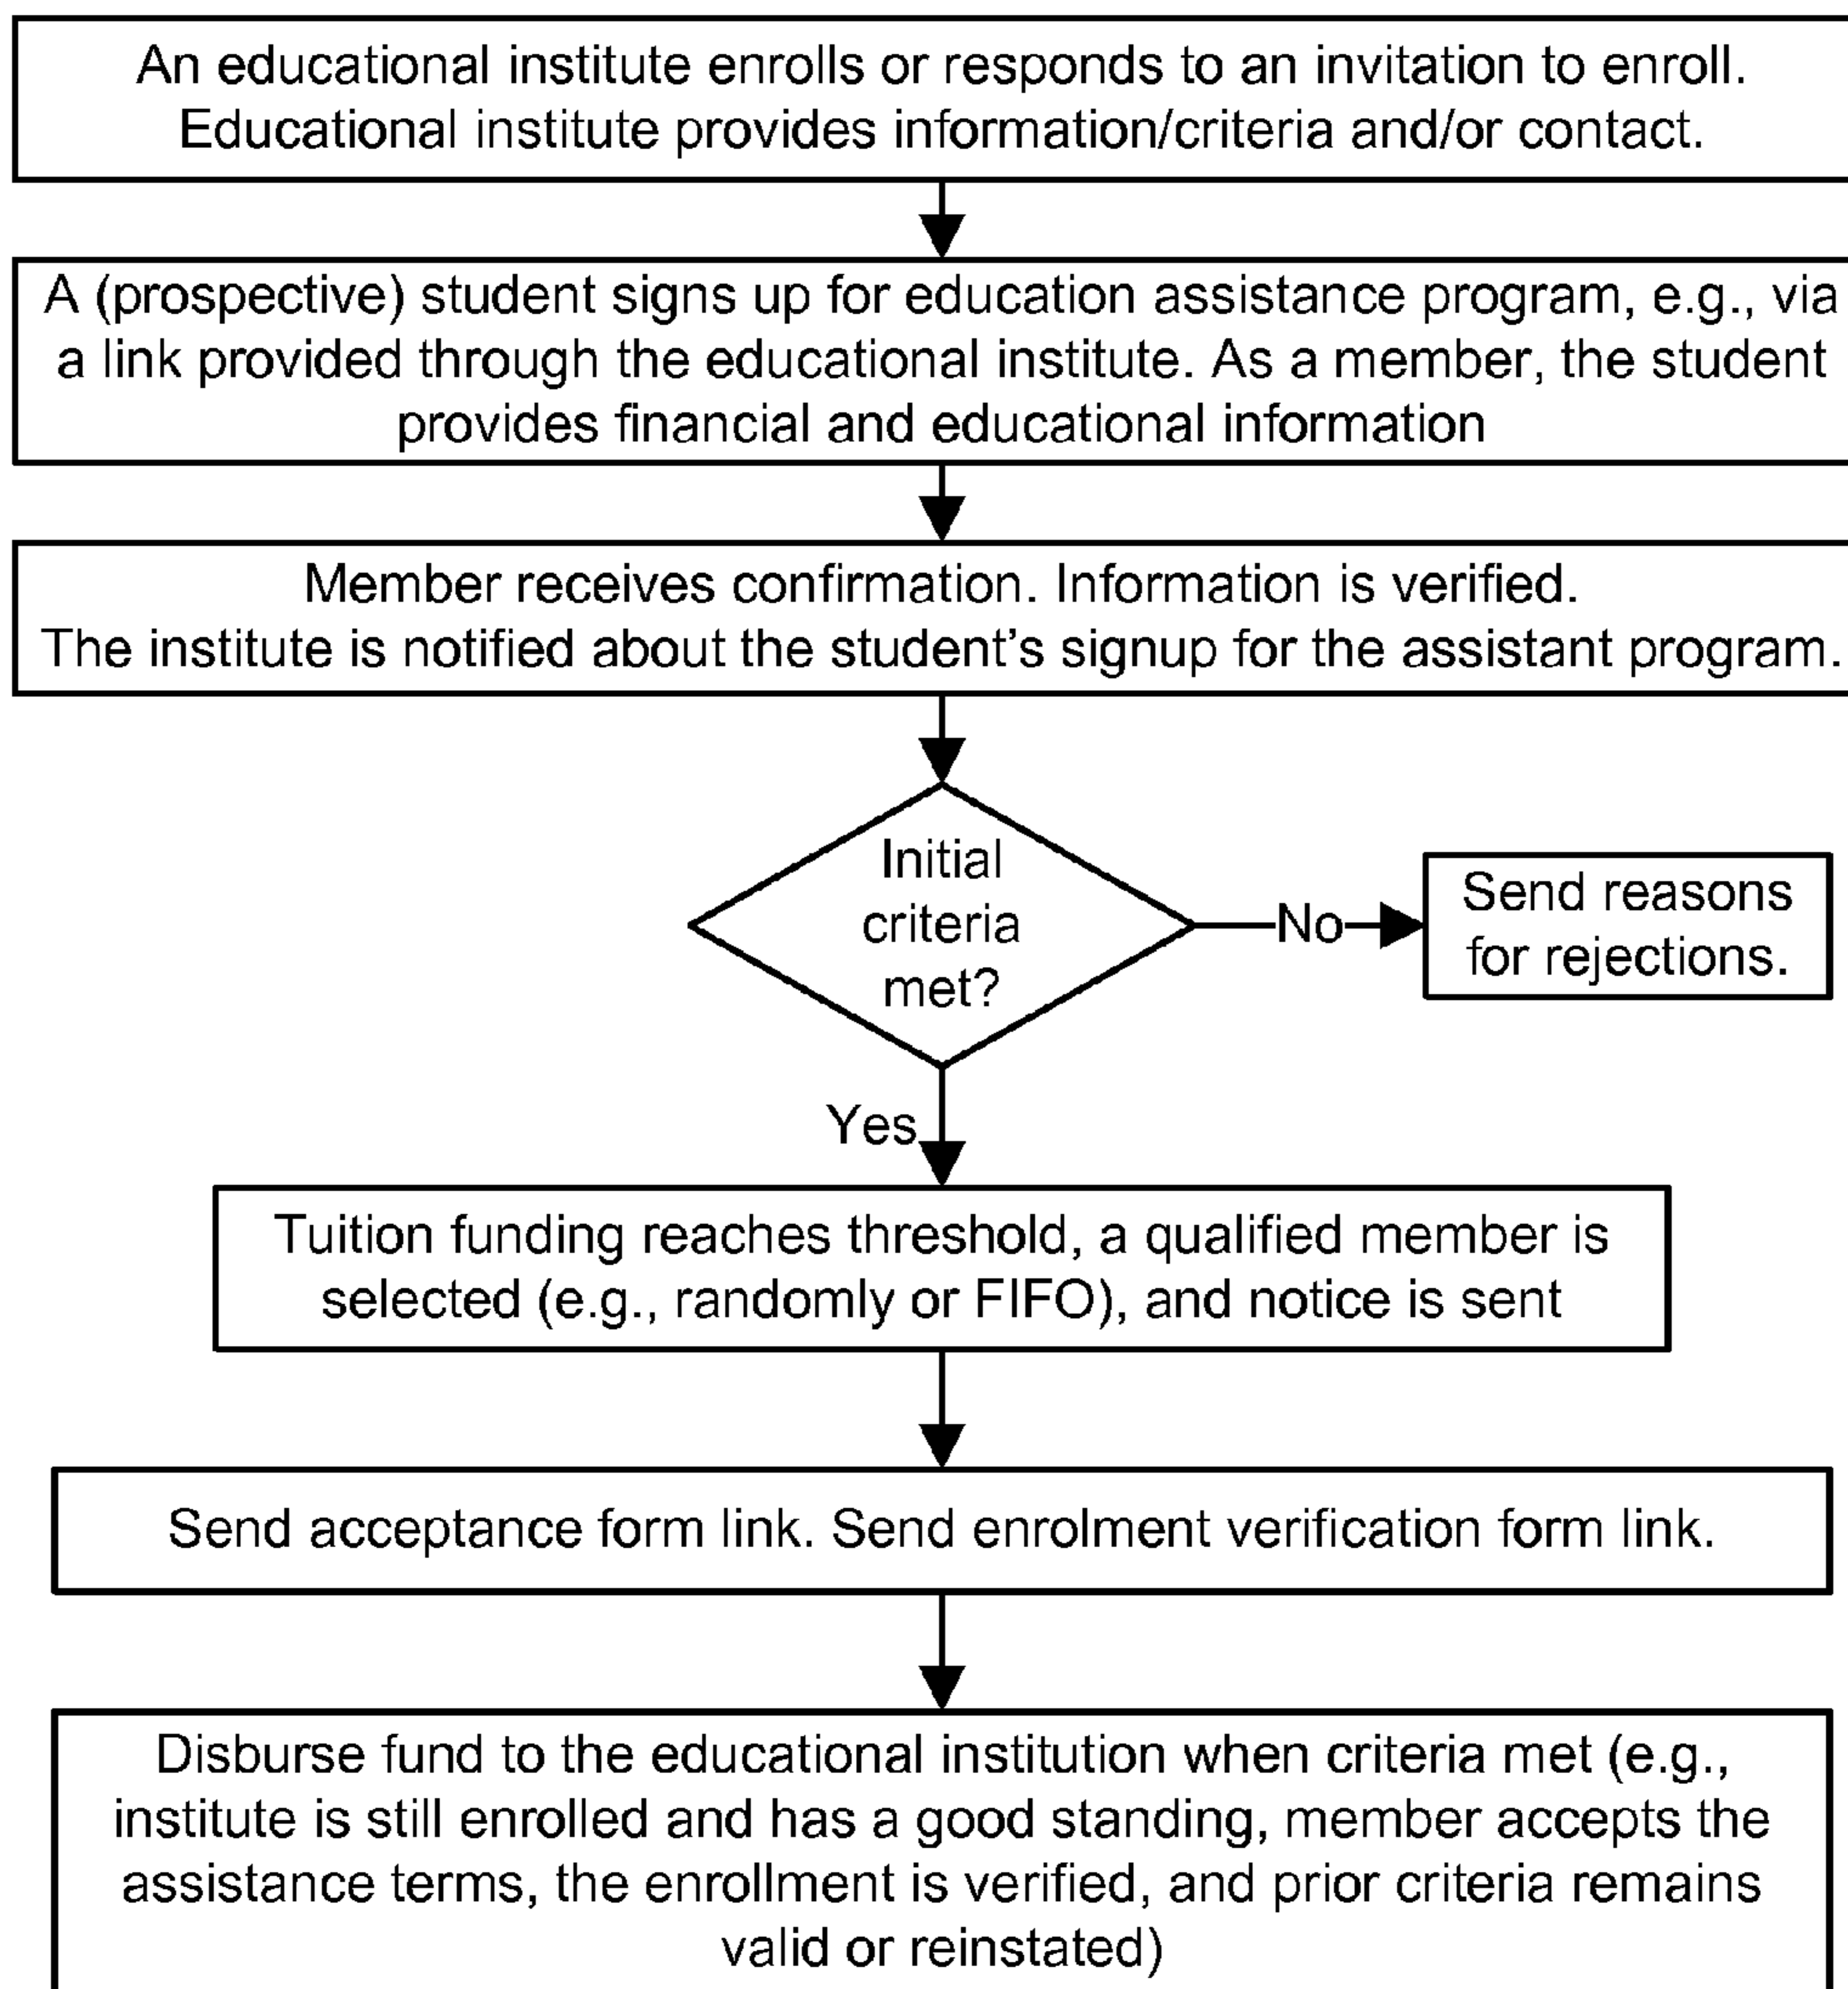 An educational institute enrolls or responds to an invitation to enroll.
Educational institute provides information/criteria and/or contact.
A (prospective) student signs up for education assistance program, e.g., via
a link provided through the educational institute. As a member, the student
provides financial and educational information
Member receives confirmation. Information is verified.
The institute is notified about the student's signup for the assistant program.
Initial
criteria
met?
No
Send reasons
for rejections.
Yes
Tuition funding reaches threshold, a qualified member is
selected (e.g., randomly or FIFO), and notice is sent
Send acceptance form link. Send enrolment verification form link.
Disburse fund to the educational institution when criteria met (e.g.,
institute is still enrolled and has a good standing, member accepts the
assistance terms, the enrollment is verified, and prior criteria remains
valid or reinstated)